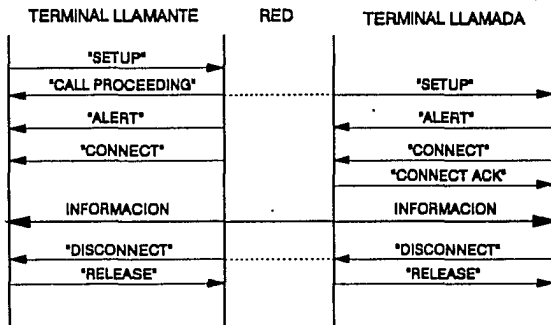 TERMINAL LLAMANTE RED TERMINAL LLAMADA
"SETUP"
"CALL PROCEEDING" "SETUP"
"ALERT" "ALERT"
"CONNECT" "CONNECT"
"CONNECT ACK"
INFORMACION INFORMACION
"DISCONNECT" "DISCONNECT"
"RELEASE" "RELEASE"